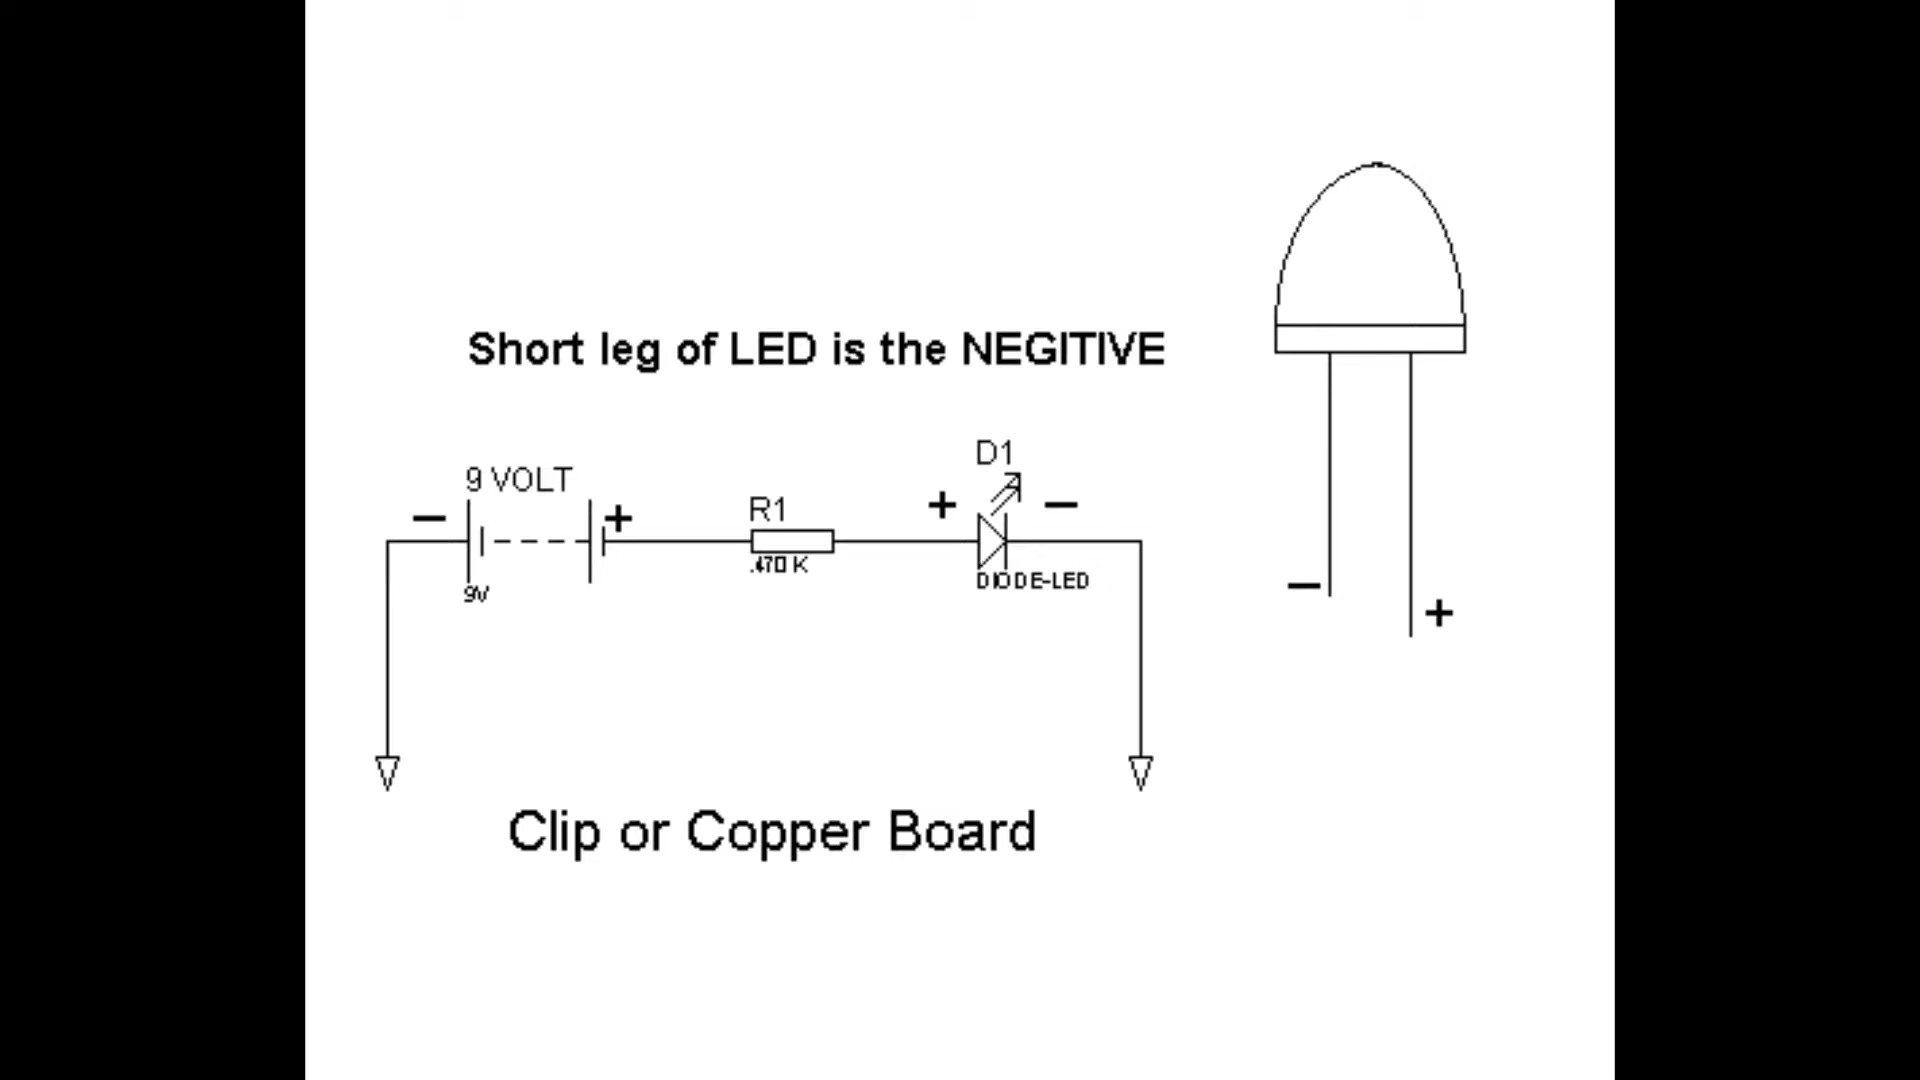 Short leg of LED is the NEGITIVE
D1
9 VOLT
R1
+
−
−
+
.470 K
DIODE-LED
9V
−
+
Clip or Copper Board